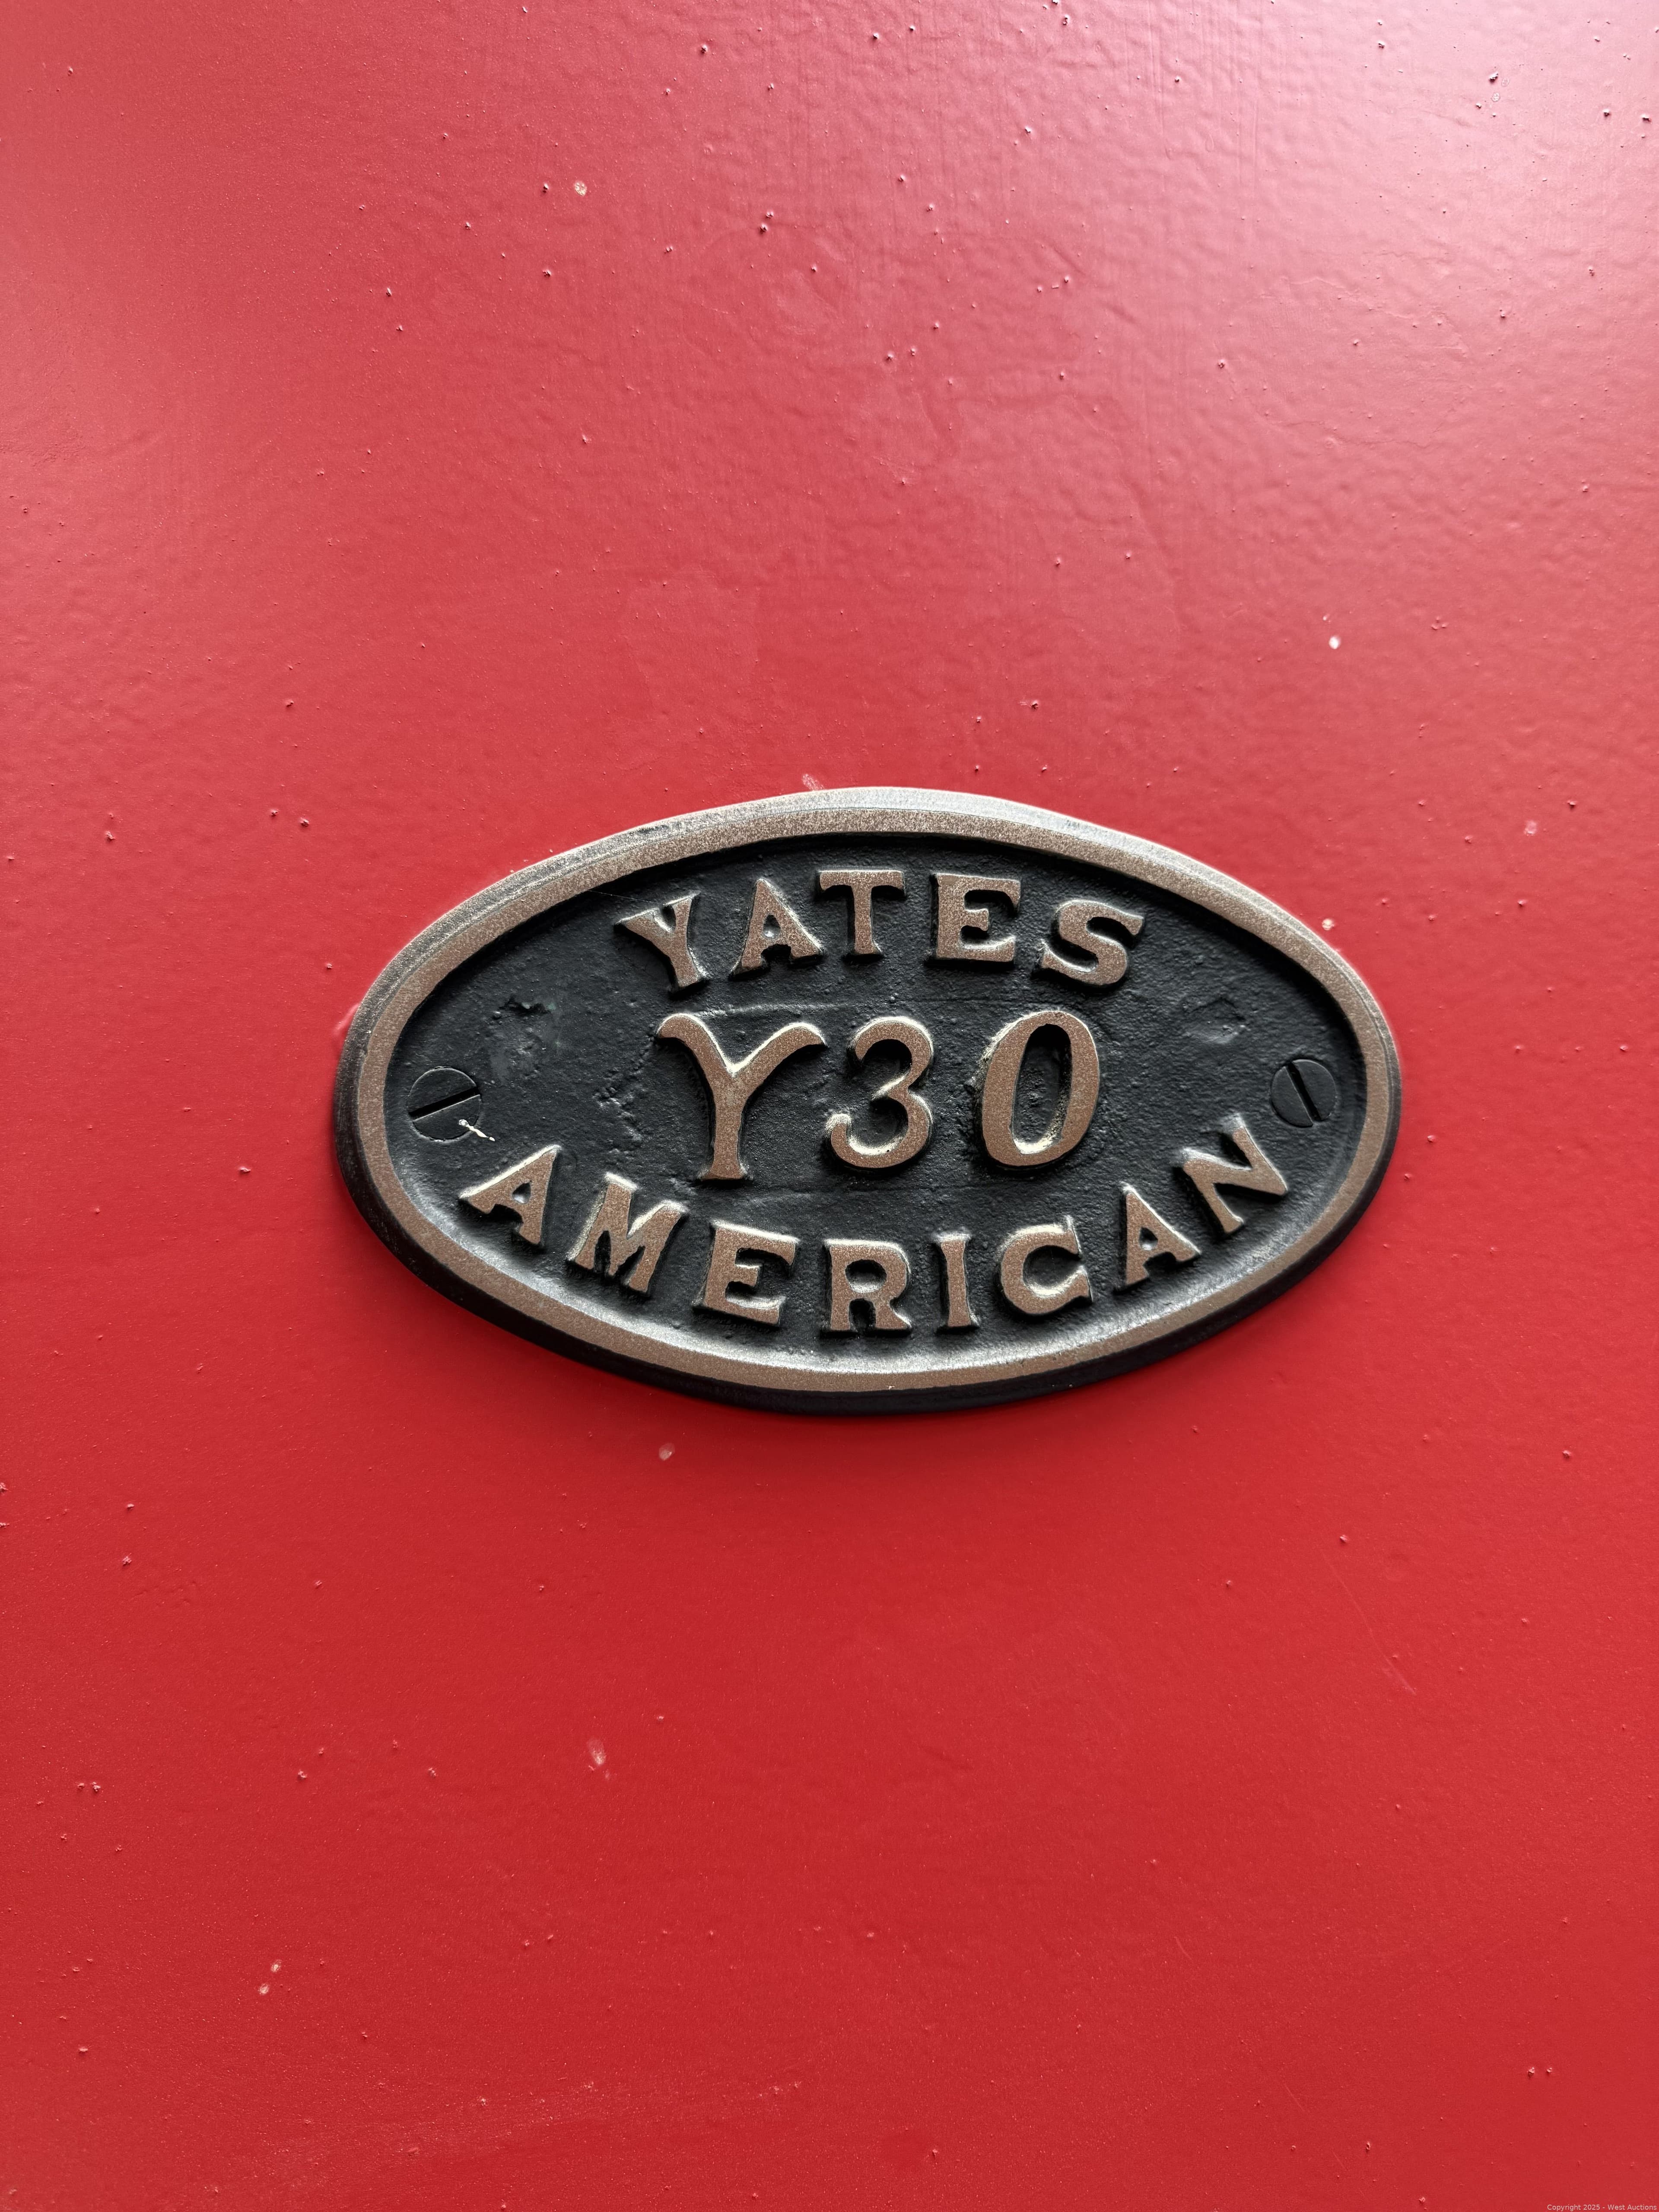 YATES
Y30
AMERICAN
Copyright 2025 - West Auctions